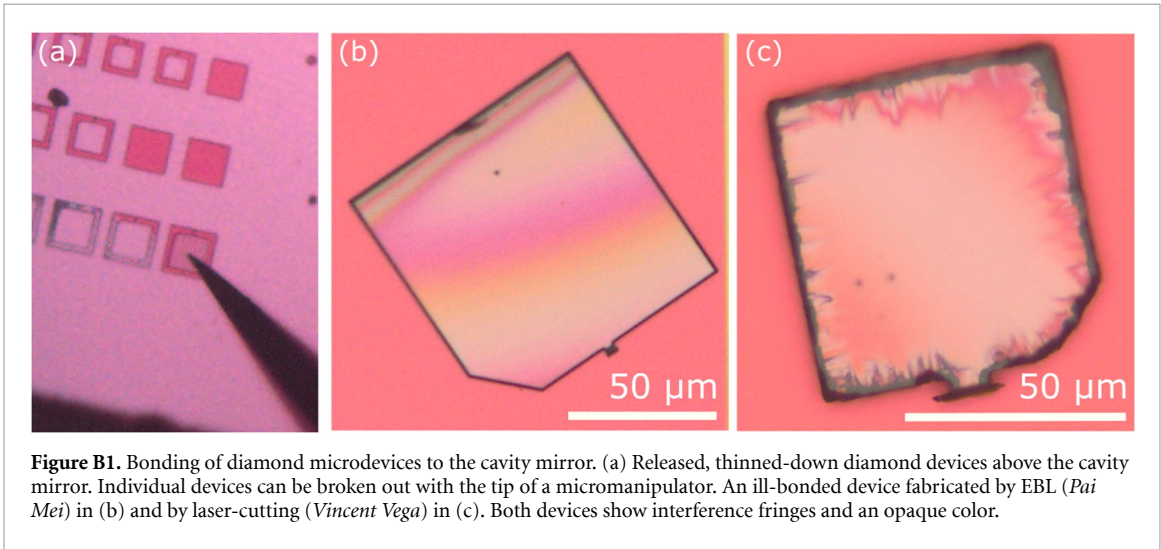 (a)
(b)
(c)
50 μm
50 μm
Figure B1. Bonding of diamond microdevices to the cavity mirror. (a) Released, thinned-down diamond devices above the cavity
mirror. Individual devices can be broken out with the tip of a micromanipulator. An ill-bonded device fabricated by EBL (Pai
Mei) in (b) and by laser-cutting (Vincent Vega) in (c). Both devices show interference fringes and an opaque color.